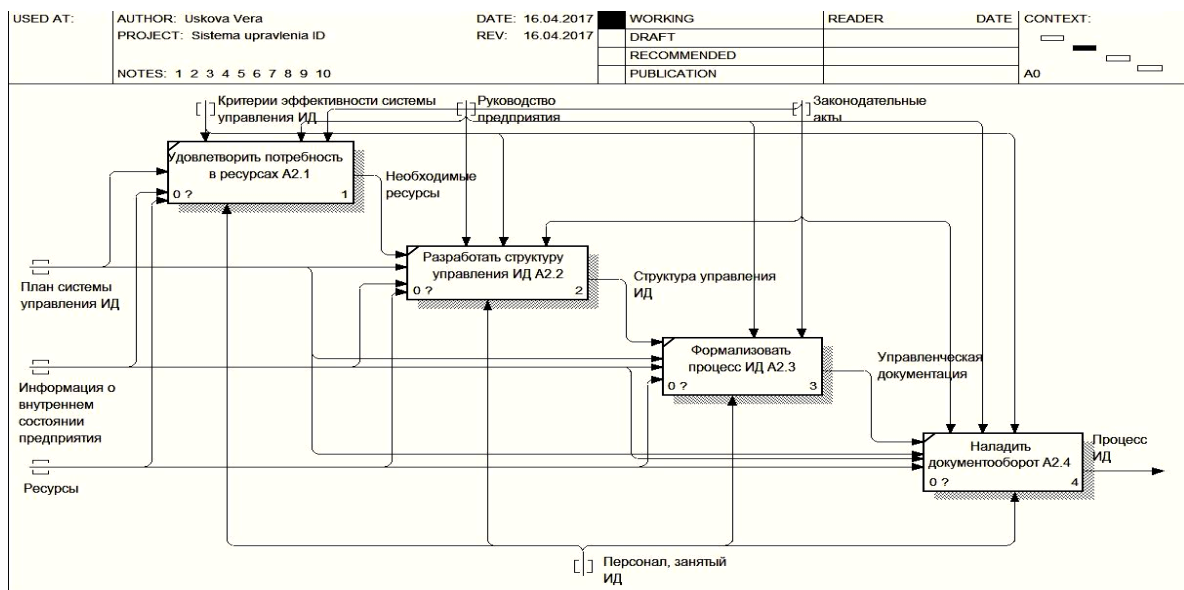 USED AT:
AUTHOR: Uskova Vera
DATE: 16.04.2017
WORKING
READER
DATE
CONTEXT:
PROJECT: Sistema upravlenia ID
REV: 16.04.2017
DRAFT
RECOMMENDED
NOTES: 1 2 3 4 5 6 7 8 9 10
PUBLICATION
A0
Критерии эффективности системы
управления ИД
Руководство
предприятия
Законодательные
акты
Удовлетворить потребность
в ресурсах А2.1
0 ?
1
Необходимые
ресурсы
Разработать структуру
управления ИД А2.2
0 ?
2
План системы
управления ИД
Структура управления
ИД
Формализовать
процесс ИД А2.3
0 ?
3
Управленческая
документация
Информация о
внутреннем
состоянии
предприятия
Наладить
документооборот А2.4
0 ?
4
Процесс
ИД
Ресурсы
Персонал, занятый
ИД